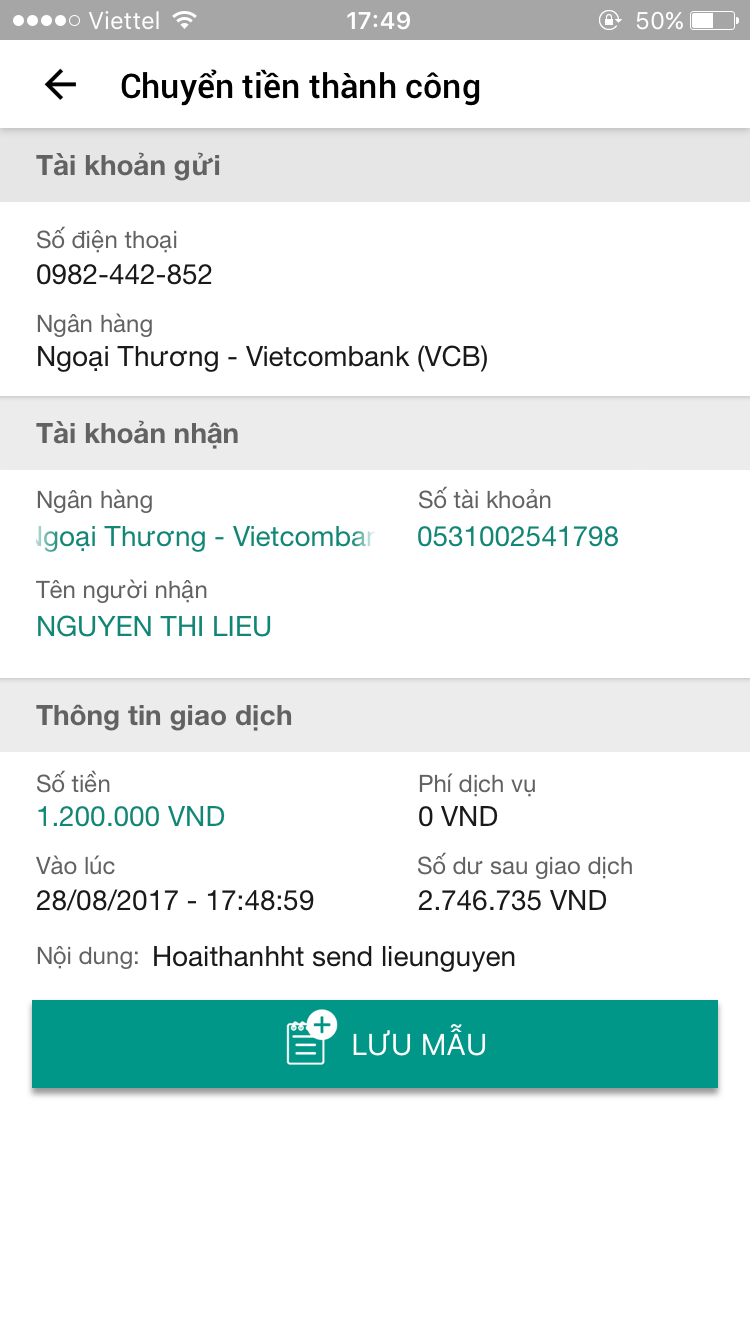 Viettel 17:49 50%
Chuyển tiền thành công
Tài khoản gửi
Số điện thoại
0982-442-852
Ngân hàng
Ngoại Thương - Vietcombank (VCB)
Tài khoản nhận
Ngân hàng Số tài khoản
Ngoại Thương - Vietcomban 0531002541798
Tên người nhận
NGUYEN THI LIEU
Thông tin giao dịch
Số tiền Phí dịch vụ
1.200.000 VND 0 VND
Vào lúc Số dư sau giao dịch
28/08/2017 - 17:48:59 2.746.735 VND
Nội dung: Hoaithanhht send lieunguyen
LƯU MẪU